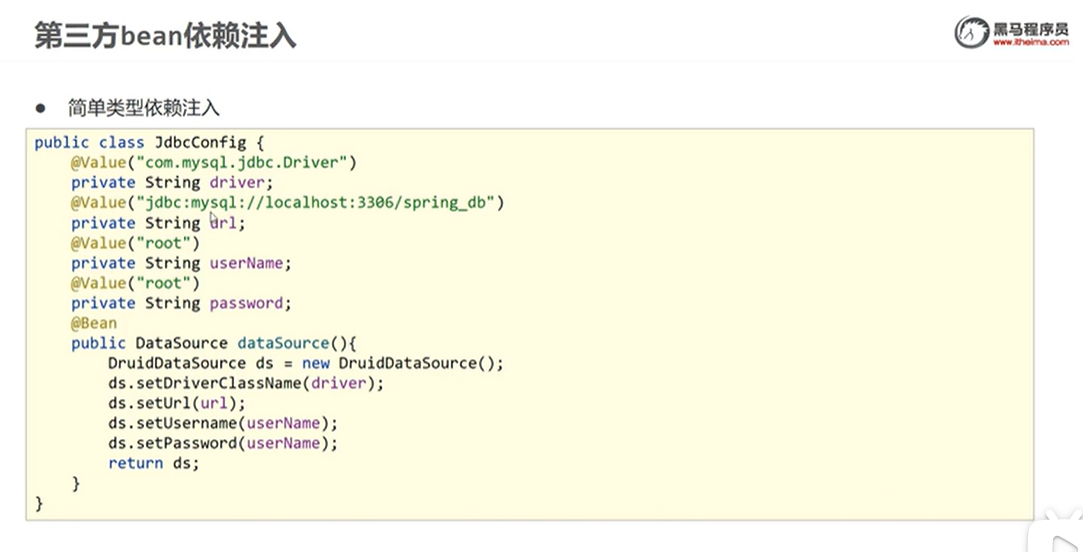 第三方bean依赖注入
黑马程序员
www.itheima.com
● 简单类型依赖注入
public class JdbcConfig {
    @Value("com.mysql.jdbc.Driver")
    private String driver;
    @Value("jdbc:mysql://localhost:3306/spring_db")
    private String url;
    @Value("root")
    private String userName;
    @Value("root")
    private String password;
    @Bean
    public DataSource dataSource(){
        DruidDataSource ds = new DruidDataSource();
        ds.setDriverClassName(driver);
        ds.setUrl(url);
        ds.setUsername(userName);
        ds.setPassword(userName);
        return ds;
    }
}